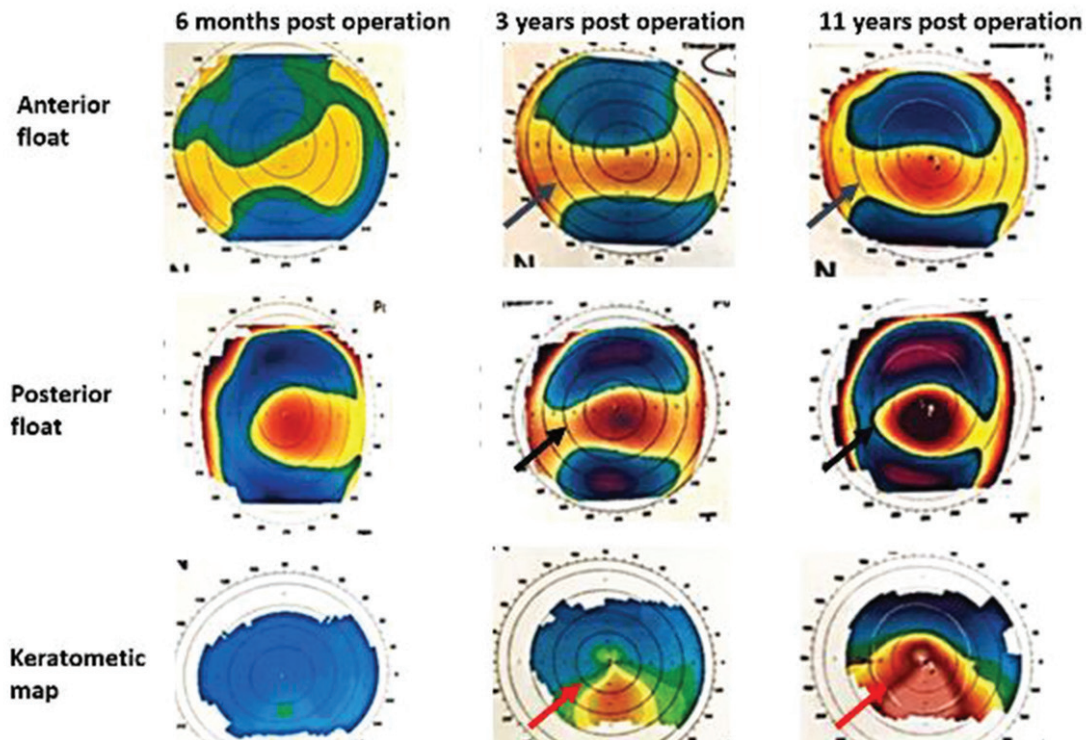 6 months post operation
3 years post operation
11 years post operation
Anterior
float
N
N
Posterior
float
Keratometic
map